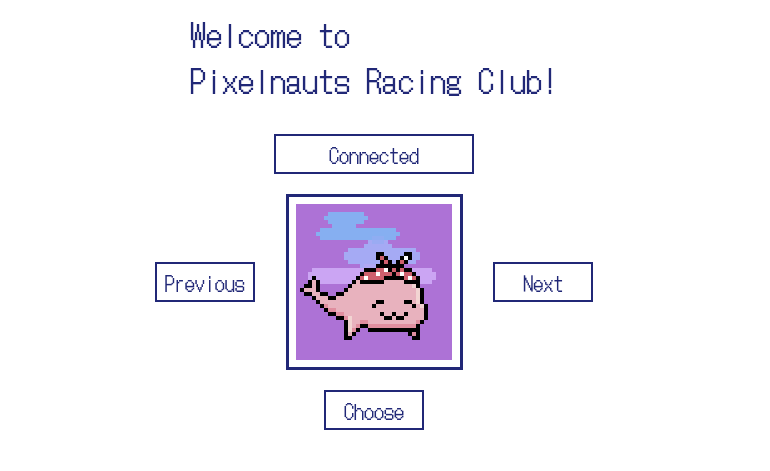 Welcome to
Pixelnauts Racing Club!
Connected
Previous
Next
Choose